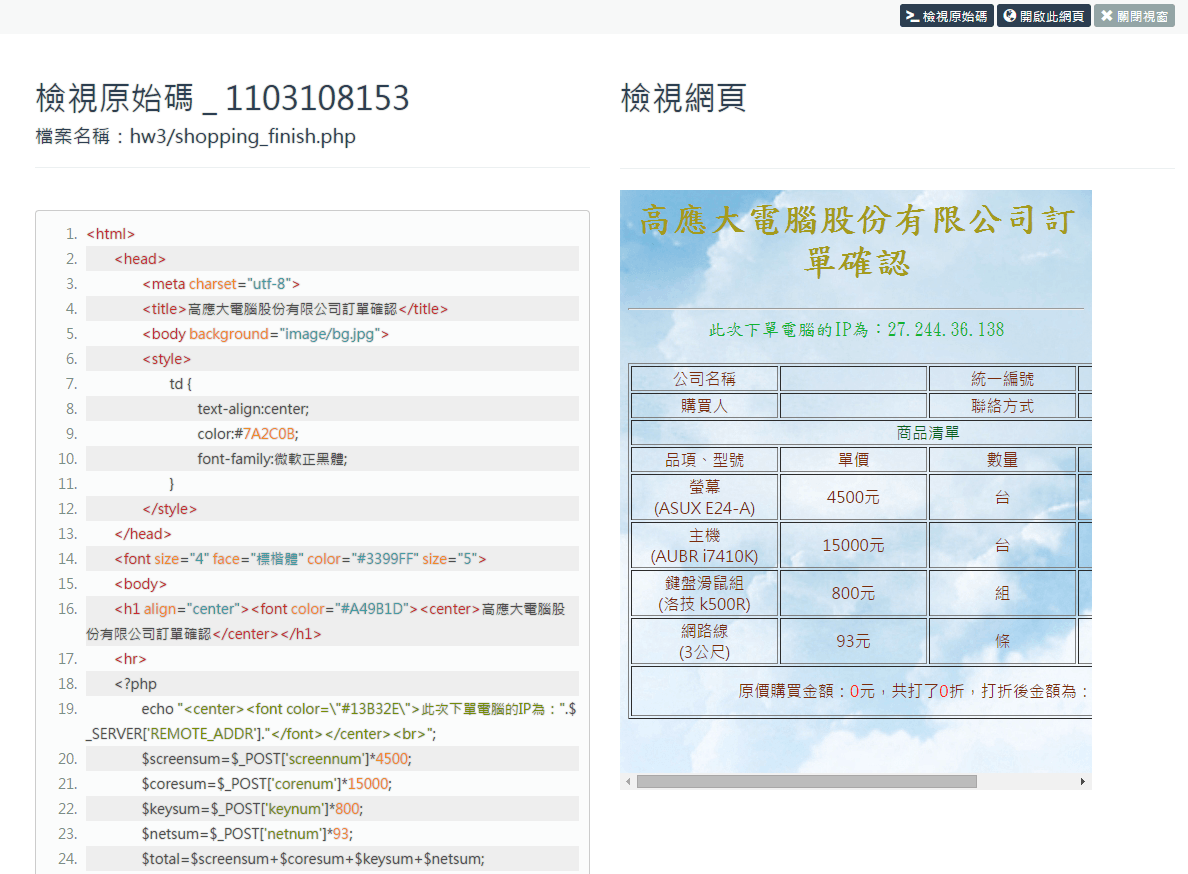 檢視原始碼 開啟此網頁 關閉視窗
檢視原始碼 _ 1103108153
檔案名稱：hw3/shopping_finish.php
1. <html>
2. <head>
3. <meta charset="utf-8">
4. <title>高應大電腦股份有限公司訂單確認</title>
5. <body background="image/bg.jpg">
6. <style>
7. td {
8. text-align:center;
9. color:#7A2C0B;
10. font-family:微軟正黑體;
11. }
12. </style>
13. </head>
14. <font size="4" face="標楷體" color="#3399FF" size="5">
15. <body>
16. <h1 align="center"><font color="#A49B1D"><center>高應大電腦股
份有限公司訂單確認</center></h1>
17. <hr>
18. <?php
19. echo "<center><font color=\"#13B32E\">此次下單電腦的IP為：".$
_SERVER['REMOTE_ADDR']."</font></center><br>";
20. $screensum=$_POST['screennum']*4500;
21. $coresum=$_POST['corenum']*15000;
22. $keysum=$_POST['keynum']*800;
23. $netsum=$_POST['netnum']*93;
24. $total=$screensum+$coresum+$keysum+$netsum;
檢視網頁
高應大電腦股份有限公司訂
單確認
此次下單電腦的IP為：27.244.36.138
公司名稱 統一編號
購買人 聯絡方式
商品清單
品項、型號 單價 數量
螢幕
(ASUX E24-A) 4500元 台
主機
(AUBR i7410K) 15000元 台
鍵盤滑鼠組
(洛技 k500R) 800元 組
網路線
(3公尺) 93元 條
原價購買金額：0元，共打了0折，打折後金額為：